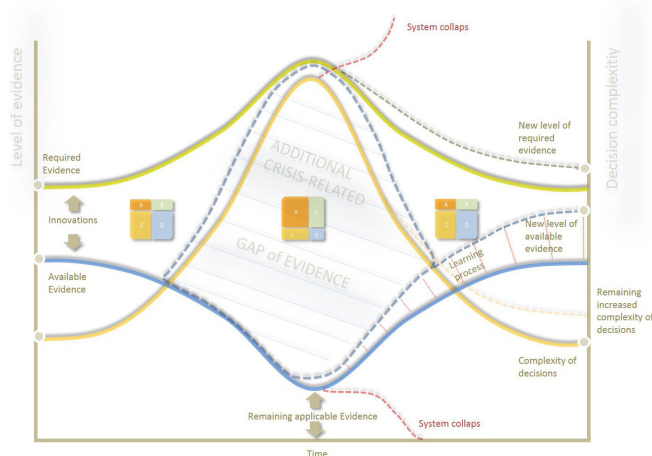 System collaps
Level of evidence
Decision complexitiy
Required
Evidence
New level of
required
evidence
ADDITIONAL
CRISIS-RELATED
A
B
C
D
A
B
C
D
A
B
C
D
Innovations
New level of
available
evidence
GAP of EVIDENCE
Learning
process
Available
Evidence
Remaining
increased
complexity of
decisions
Complexity of
decisions
Remaining applicable Evidence
System collaps
Time